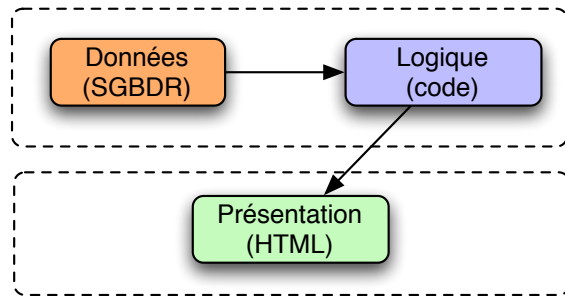 Données
(SGBDR)
Logique
(code)
Présentation
(HTML)